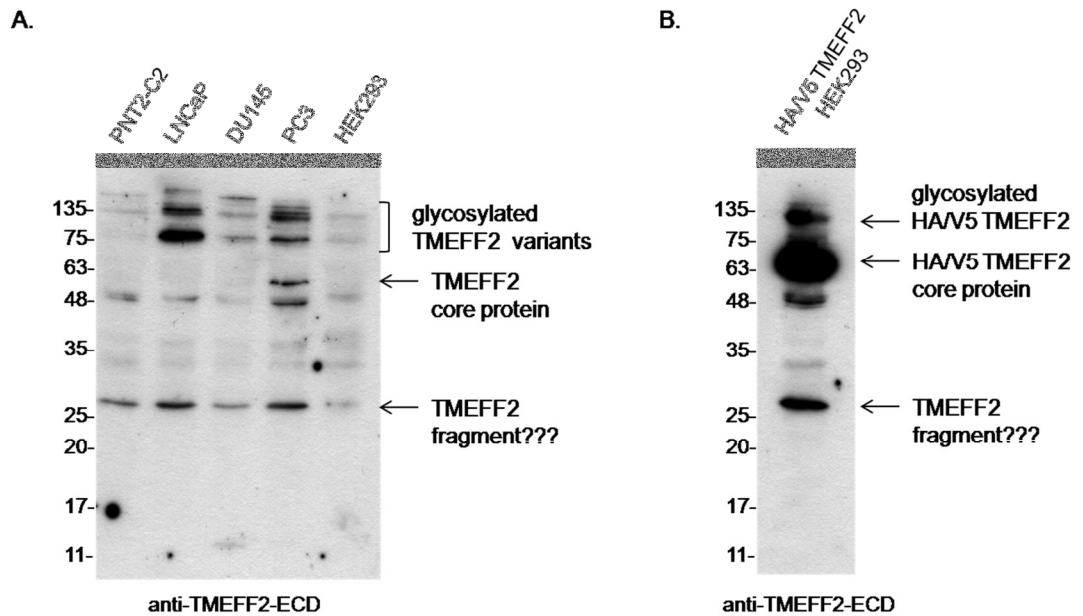 A.
PNT2-C2
LNCaP
DU145
PC3
HEK293
135-
75-
63-
48-
35-
25-
20-
17-
11-
glycosylated
TMEFF2 variants
TMEFF2
core protein
TMEFF2
fragment???
anti-TMEFF2-ECD
B.
HA/V5 TMEFF2
HEK293
135-
75-
63-
48-
35-
25-
20-
17-
11-
glycosylated
HA/V5 TMEFF2
HA/V5 TMEFF2
core protein
TMEFF2
fragment???
anti-TMEFF2-ECD